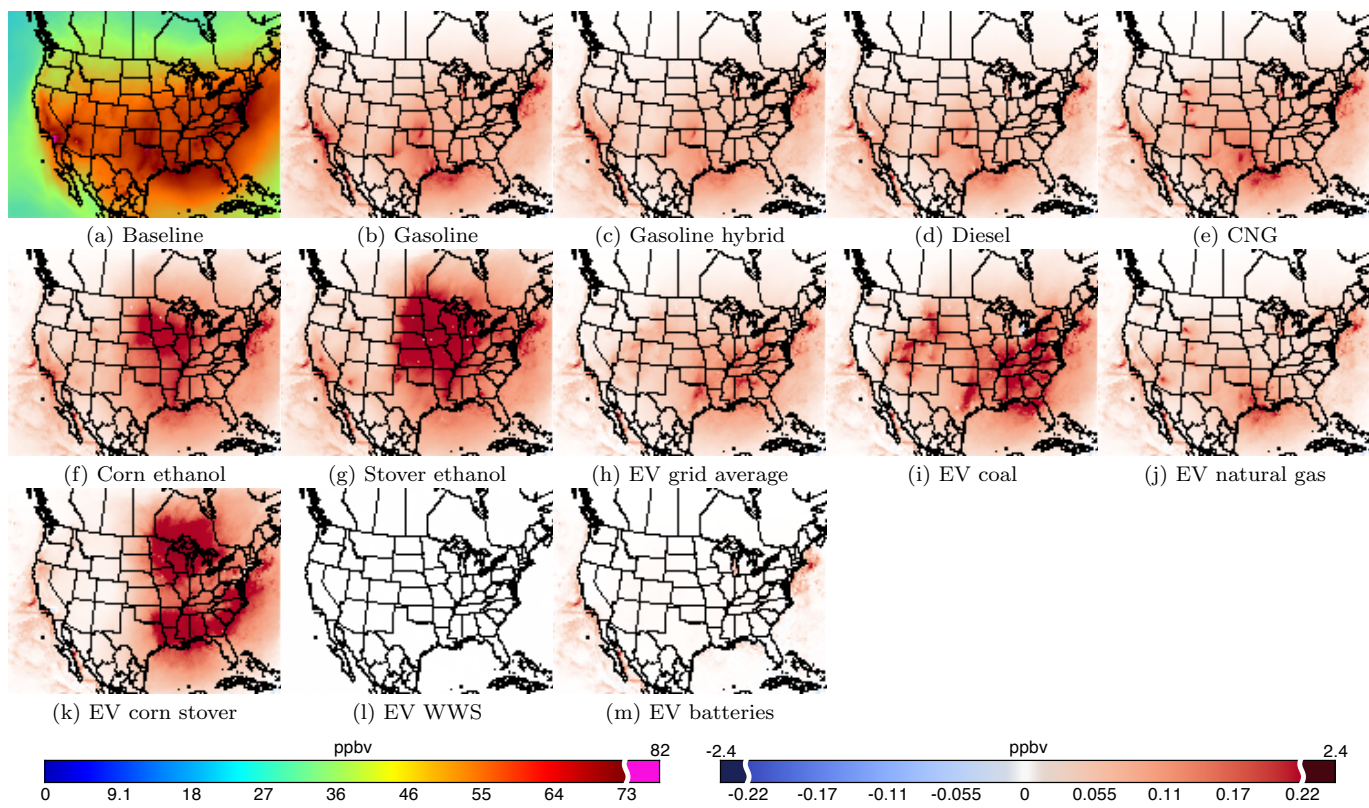 (a) Baseline (b) Gasoline (c) Gasoline hybrid (d) Diesel (e) CNG
(f) Corn ethanol (g) Stover ethanol (h) EV grid average (i) EV coal (j) EV natural gas
(k) EV corn stover (l) EV WWS (m) EV batteries
ppbv 82 -2.4 ppbv 2.4
0 9.1 18 27 36 46 55 64 73 -0.22 -0.17 -0.11 -0.055 0 0.055 0.11 0.17 0.22